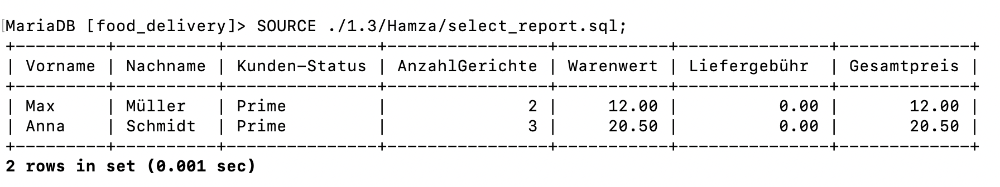 MariaDB [food_delivery]> SOURCE ./1.3/Hamza/select_report.sql;
+---------+----------+---------------+----------------+-----------+---------------+-------------+
| Vorname | Nachname | Kunden-Status | AnzahlGerichte | Warenwert | Liefergebühr  | Gesamtpreis |
+---------+----------+---------------+----------------+-----------+---------------+-------------+
| Max     | Müller   | Prime         |              2 |     12.00 |          0.00 |       12.00 |
| Anna    | Schmidt  | Prime         |              3 |     20.50 |          0.00 |       20.50 |
+---------+----------+---------------+----------------+-----------+---------------+-------------+
2 rows in set (0.001 sec)